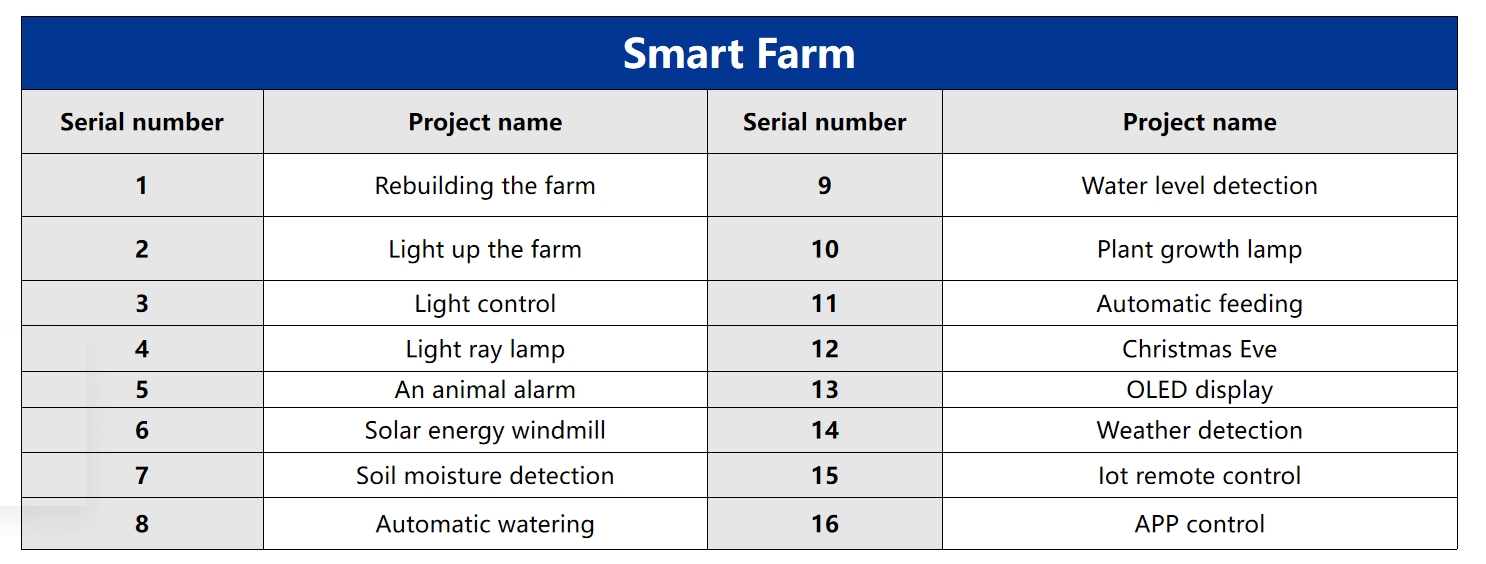 Smart Farm
Serial number Project name Serial number Project name
1 Rebuilding the farm 9 Water level detection
2 Light up the farm 10 Plant growth lamp
3 Light control 11 Automatic feeding
4 Light ray lamp 12 Christmas Eve
5 An animal alarm 13 OLED display
6 Solar energy windmill 14 Weather detection
7 Soil moisture detection 15 Iot remote control
8 Automatic watering 16 APP control